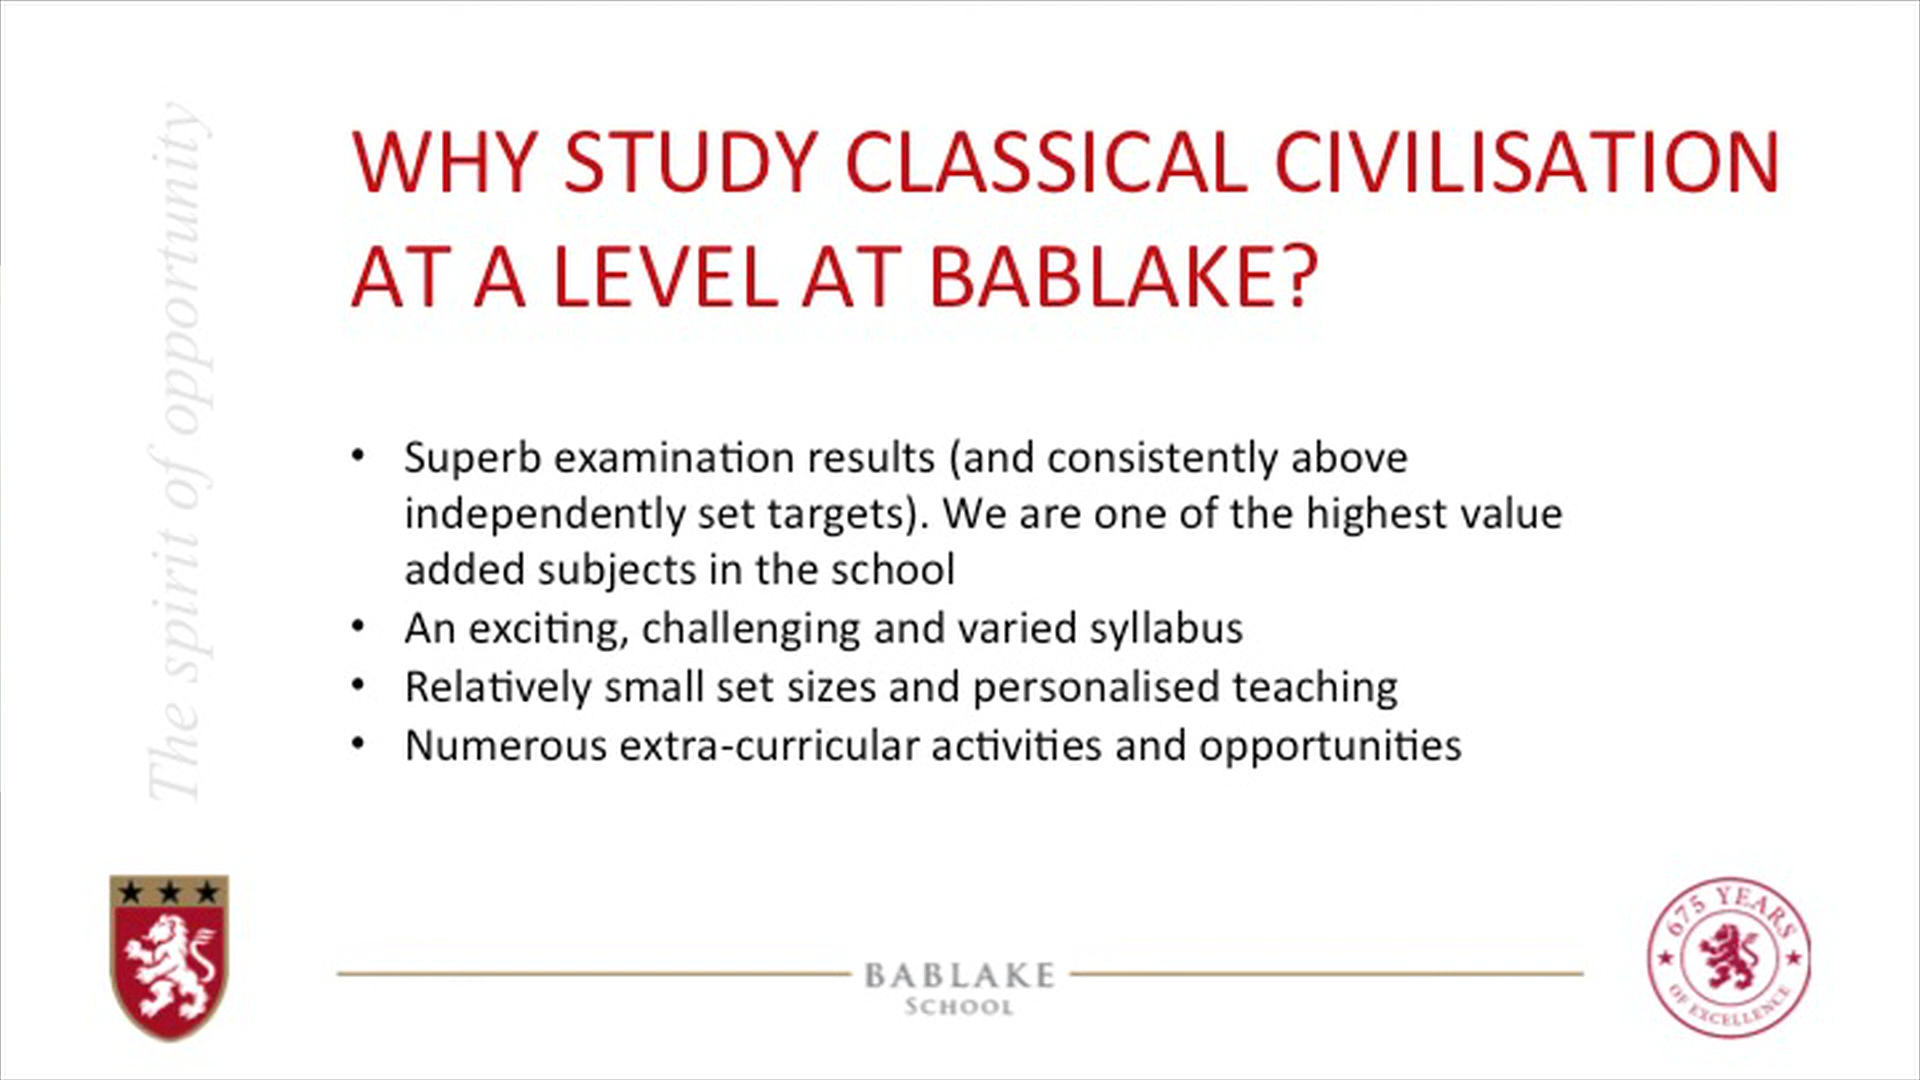 The spirit of opportunity
WHY STUDY CLASSICAL CIVILISATION
AT A LEVEL AT BABLAKE?
• Superb examination results (and consistently above
independently set targets). We are one of the highest value
added subjects in the school
• An exciting, challenging and varied syllabus
• Relatively small set sizes and personalised teaching
• Numerous extra-curricular activities and opportunities
BABLAKE
SCHOOL
675 YEARS
OF EXCELLENCE